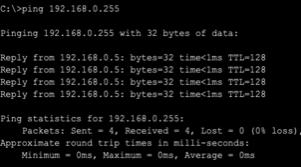 C:\>ping 192.168.0.255
Pinging 192.168.0.255 with 32 bytes of data:
Reply from 192.168.0.5: bytes=32 time<1ms TTL=128
Reply from 192.168.0.5: bytes=32 time<1ms TTL=128
Reply from 192.168.0.5: bytes=32 time<1ms TTL=128
Reply from 192.168.0.5: bytes=32 time<1ms TTL=128
Ping statistics for 192.168.0.255:
Packets: Sent = 4, Received = 4, Lost = 0 (0% loss),
Approximate round trip times in milli-seconds:
Minimum = 0ms, Maximum = 0ms, Average = 0ms